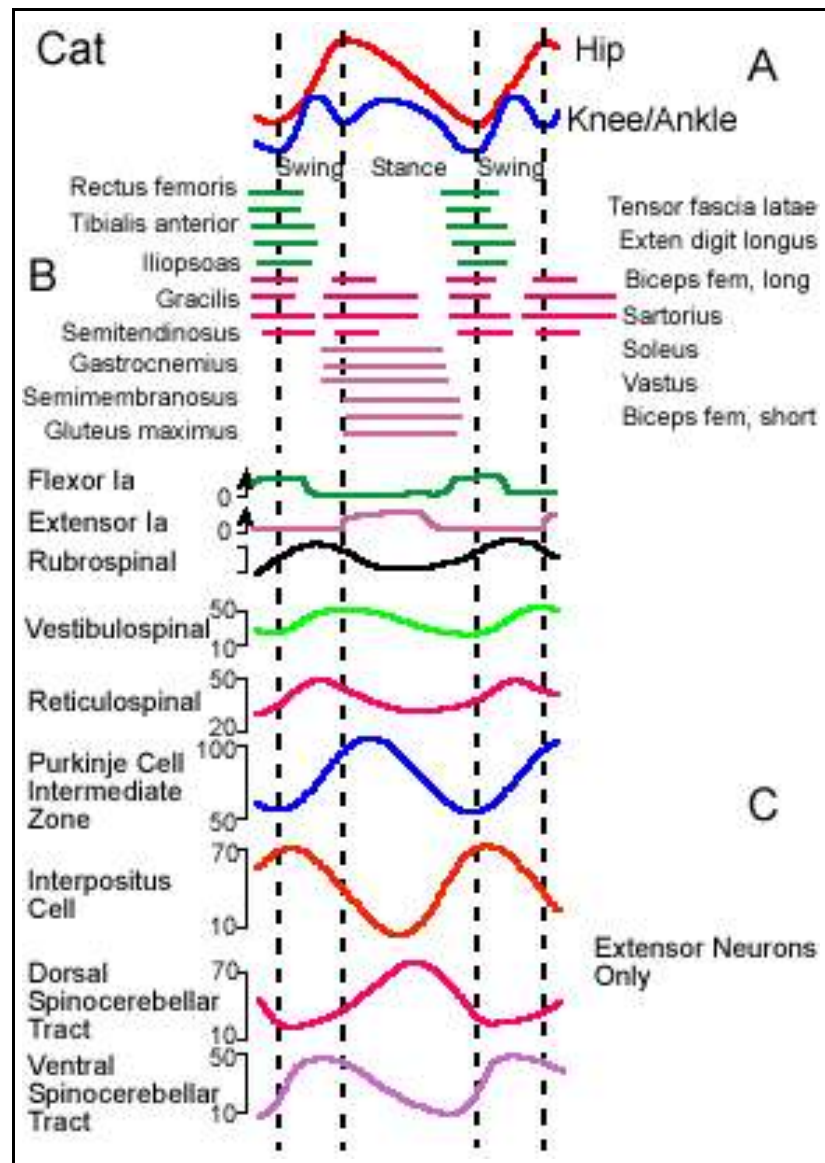 Cat
Hip
A
Knee/Ankle
Swing Stance Swing
Rectus femoris
Tensor fascia latae
Tibialis anterior
Exten digit longus
Iliopsoas
B
Biceps fem, long
Gracilis
Sartorius
Semitendinosus
Soleus
Gastrocnemius
Vastus
Semimembranosus
Biceps fem, short
Gluteus maximus
Flexor Ia
0
Extensor Ia
0
Rubrospinal
50
Vestibulospinal
10
50
Reticulospinal
20
100
Purkinje Cell
Intermediate
Zone
50
C
70
Interpositus
Cell
10
Extensor Neurons
Only
70
Dorsal
Spinocerebellar
Tract
10
50
Ventral
Spinocerebellar
Tract
10